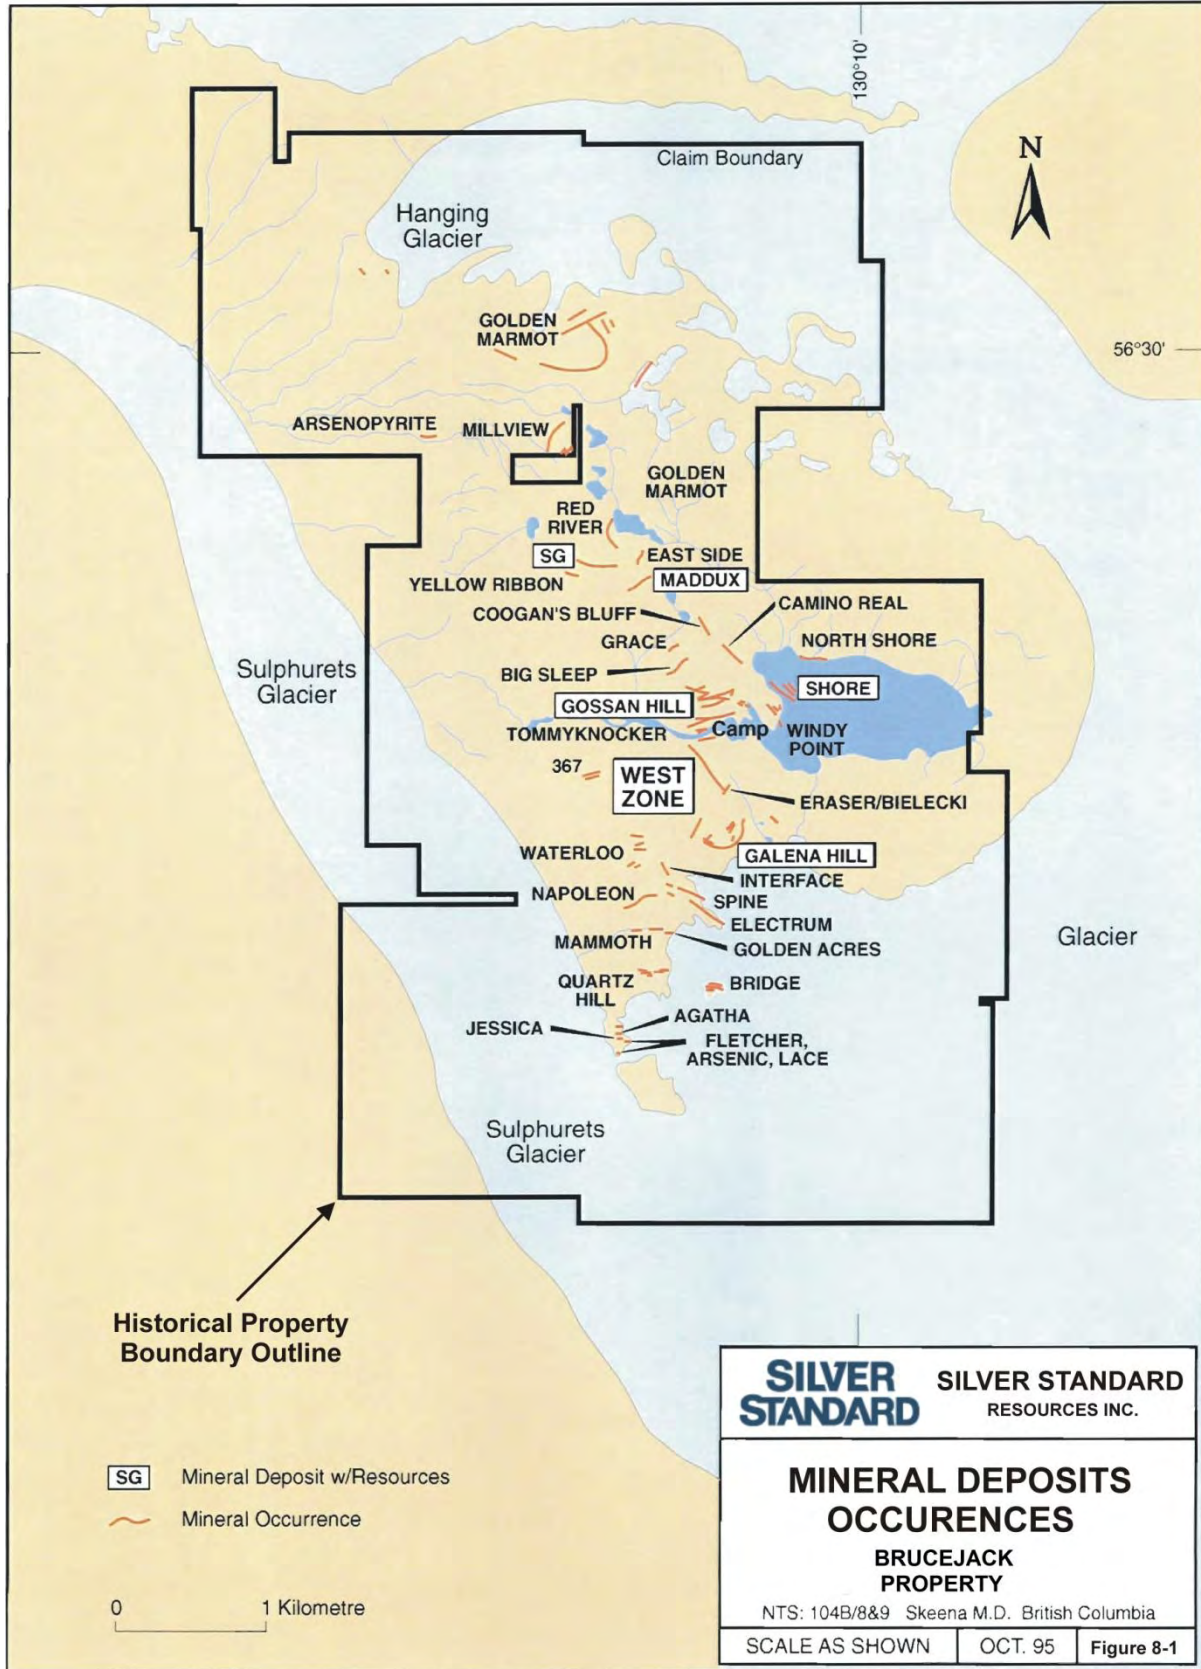 130°10'
N
Claim Boundary
Hanging
Glacier
GOLDEN
MARMOT
56°30'
ARSENOPYRITE
MILLVIEW
GOLDEN
MARMOT
RED
RIVER
SG
EAST SIDE
YELLOW RIBBON
MADDUX
CAMINO REAL
COOGAN'S BLUFF
GRACE
NORTH SHORE
Sulphurets
Glacier
BIG SLEEP
SHORE
GOSSAN HILL
TOMMYKNOCKER
Camp
WINDY
POINT
367
WEST
ZONE
ERASER/BIELECKI
WATERLOO
GALENA HILL
INTERFACE
NAPOLEON
SPINE
ELECTRUM
MAMMOTH
GOLDEN ACRES
Glacier
QUARTZ
HILL
BRIDGE
AGATHA
JESSICA
FLETCHER,
ARSENIC, LACE
Sulphurets
Glacier
Historical Property
Boundary Outline
SG Mineral Deposit w/Resources
Mineral Occurrence
0 1 Kilometre
SILVER
STANDARD
SILVER STANDARD
RESOURCES INC.
MINERAL DEPOSITS
OCCURENCES
BRUCEJACK
PROPERTY
NTS: 104B/8&9 Skeena M.D. British Columbia
SCALE AS SHOWN OCT. 95 Figure 8-1